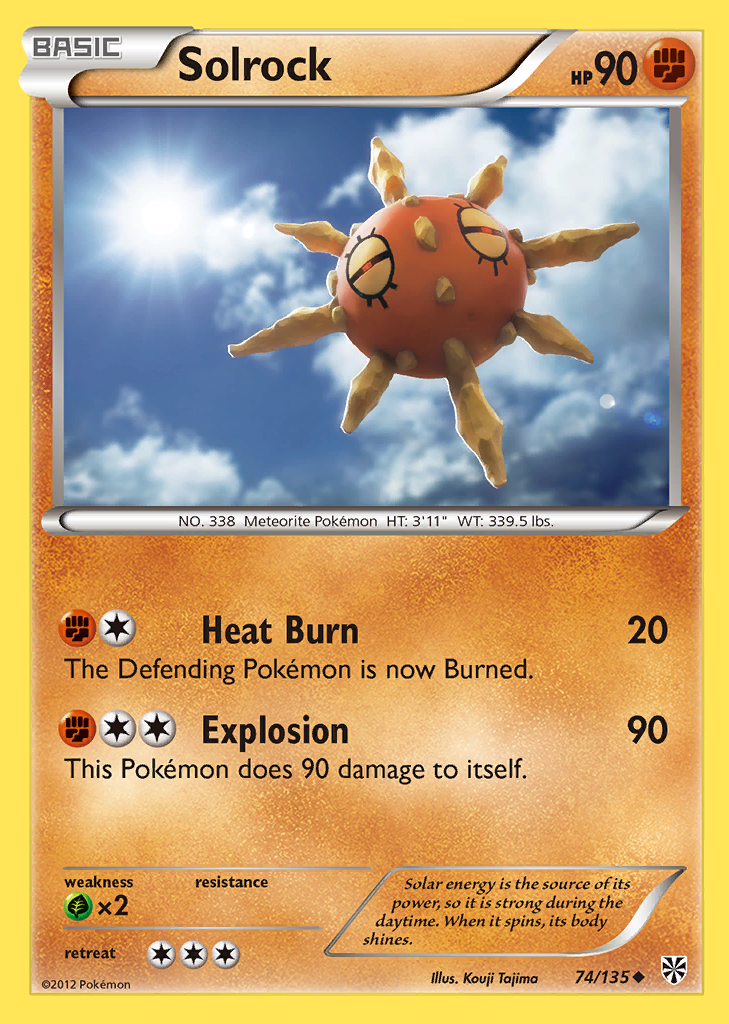 BASIC
Solrock
HP 90
NO. 338 Meteorite Pokémon HT: 3'11" WT: 339.5 lbs.
Heat Burn 20
The Defending Pokémon is now Burned.
Explosion 90
This Pokémon does 90 damage to itself.
weakness resistance
×2
retreat
Solar energy is the source of its
power, so it is strong during the
daytime. When it spins, its body
shines.
©2012 Pokémon
Illus. Kouji Tajima 74/135